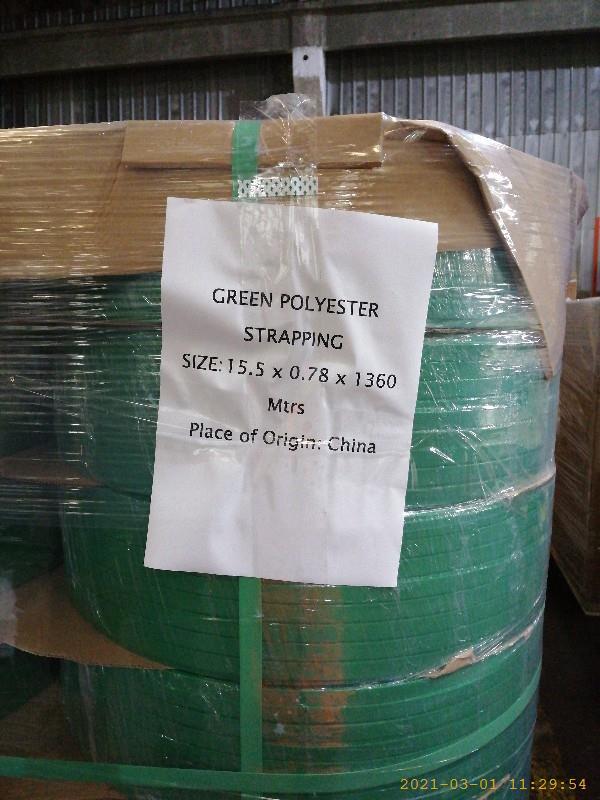 GREEN POLYESTER
STRAPPING
SIZE: 15.5 x 0.78 x 1360
Mtrs
Place of Origin: China
2021-03-01 11:29:54